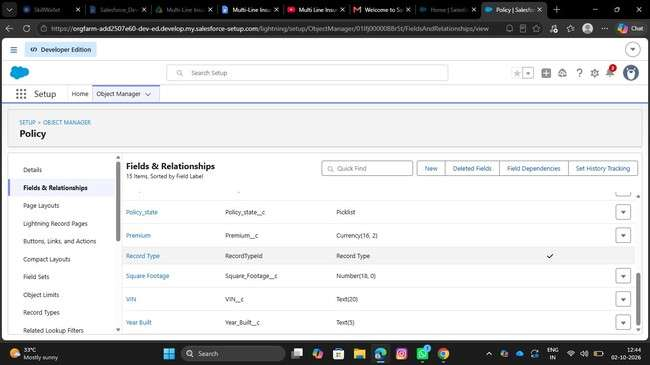 SkillWallet
Salesforce_De
Multi-Line Ins
Multi-Line Insu
Multi Line Insu
Welcome to Sa
Home | Salesf
Policy | Salesfo
https://orgfarm-add2507e60-dev-ed.develop.my.salesforce-setup.com/lightning/setup/ObjectManager/
/FieldsAndRelationships/view
Chat
Developer Edition
Search Setup
3
Setup
Home
Object Manager
SETUP > OBJECT MANAGER
Policy
Details
Fields & Relationships
Page Layouts
Lightning Record Pages
Buttons, Links, and Actions
Compact Layouts
Field Sets
Object Limits
Record Types
Related Lookup Filters
Fields & Relationships
15 Items, Sorted by Field Label
Quick Find
New
Deleted Fields
Field Dependencies
Set History Tracking
Policy_state Policy_state__c Picklist
Premium Premium__c Currency(16, 2)
Record Type RecordTypeId Record Type
Square Footage Square_Footage__c Number(18, 0)
VIN VIN__c Text(20)
Year Built Year_Built__c Text(5)
33°C
Mostly sunny
Search
ENG
IN
12:44
02-10-2026